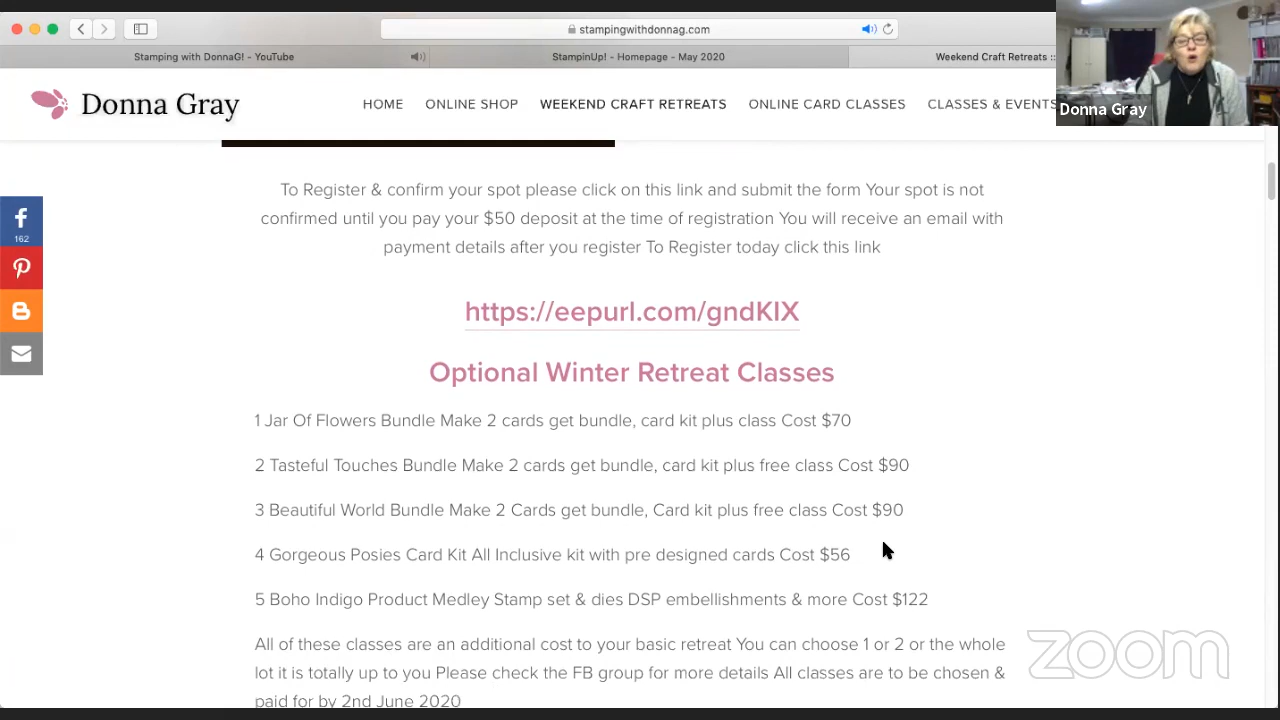 stampingwithdonnag.com
Stamping with DonnaG! - YouTube
StampinUp! - Homepage - May 2020
Weekend Craft Retreats ::
Donna Gray
HOME
ONLINE SHOP
WEEKEND CRAFT RETREATS
ONLINE CARD CLASSES
CLASSES & EVENTS
Donna Gray
To Register & confirm your spot please click on this link and submit the form Your spot is not
confirmed until you pay your $50 deposit at the time of registration You will receive an email with
payment details after you register To Register today click this link
162
https://eepurl.com/gndKIX
Optional Winter Retreat Classes
1 Jar Of Flowers Bundle Make 2 cards get bundle, card kit plus class Cost $70
2 Tasteful Touches Bundle Make 2 cards get bundle, card kit plus free class Cost $90
3 Beautiful World Bundle Make 2 Cards get bundle, Card kit plus free class Cost $90
4 Gorgeous Posies Card Kit All Inclusive kit with pre designed cards Cost $56
5 Boho Indigo Product Medley Stamp set & dies DSP embellishments & more Cost $122
All of these classes are an additional cost to your basic retreat You can choose 1 or 2 or the whole
lot it is totally up to you Please check the FB group for more details All classes are to be chosen &
paid for by 2nd June 2020
zoom